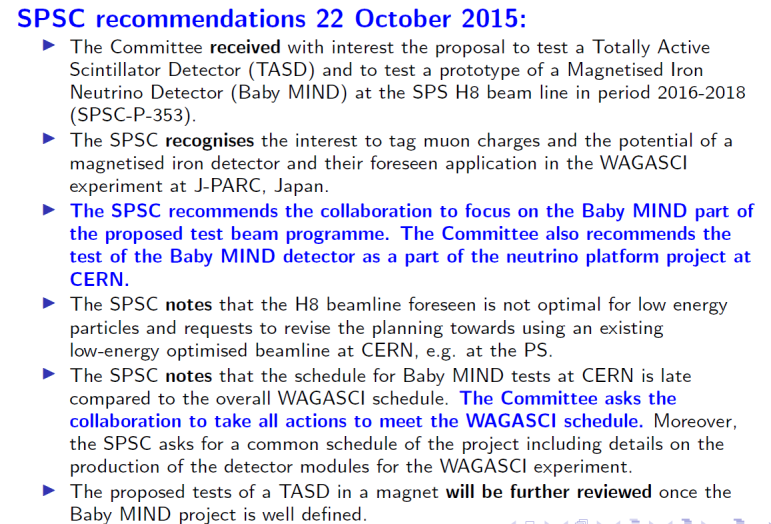 SPSC recommendations 22 October 2015:
The Committee received with interest the proposal to test a Totally Active
Scintillator Detector (TASD) and to test a prototype of a Magnetised Iron
Neutrino Detector (Baby MIND) at the SPS H8 beam line in period 2016-2018
(SPSC-P-353).
The SPSC recognises the interest to tag muon charges and the potential of a
magnetised iron detector and their foreseen application in the WAGASCI
experiment at J-PARC, Japan.
The SPSC recommends the collaboration to focus on the Baby MIND part of
the proposed test beam programme. The Committee also recommends the
test of the Baby MIND detector as a part of the neutrino platform project at
CERN.
The SPSC notes that the H8 beamline foreseen is not optimal for low energy
particles and requests to revise the planning towards using an existing
low-energy optimised beamline at CERN, e.g. at the PS.
The SPSC notes that the schedule for Baby MIND tests at CERN is late
compared to the overall WAGASCI schedule. The Committee asks the
collaboration to take all actions to meet the WAGASCI schedule. Moreover,
the SPSC asks for a common schedule of the project including details on the
production of the detector modules for the WAGASCI experiment.
The proposed tests of a TASD in a magnet will be further reviewed once the
Baby MIND project is well defined.